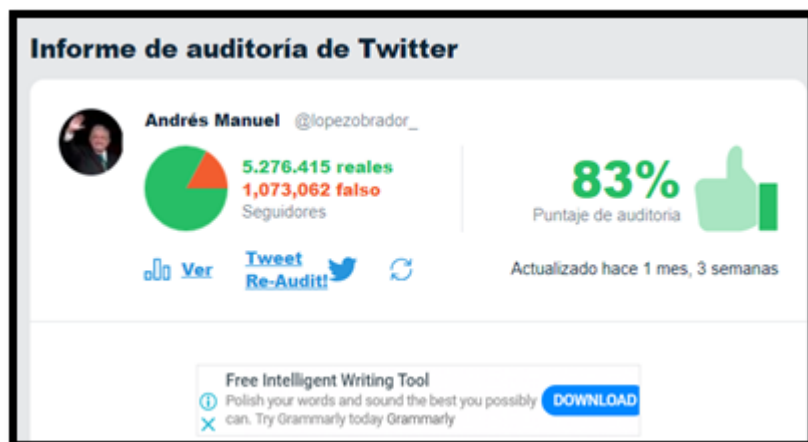 Informe de auditoría de Twitter
Andrés Manuel @lopezobrador_
5.276.415 reales
1,073,062 falso
Seguidores
83%
Puntaje de auditoria
Ver
Tweet
Re-Audit!
Actualizado hace 1 mes, 3 semanas
Free Intelligent Writing Tool
Polish your words and sound the best you possibly
can. Try Grammarly today Grammarly
DOWNLOAD